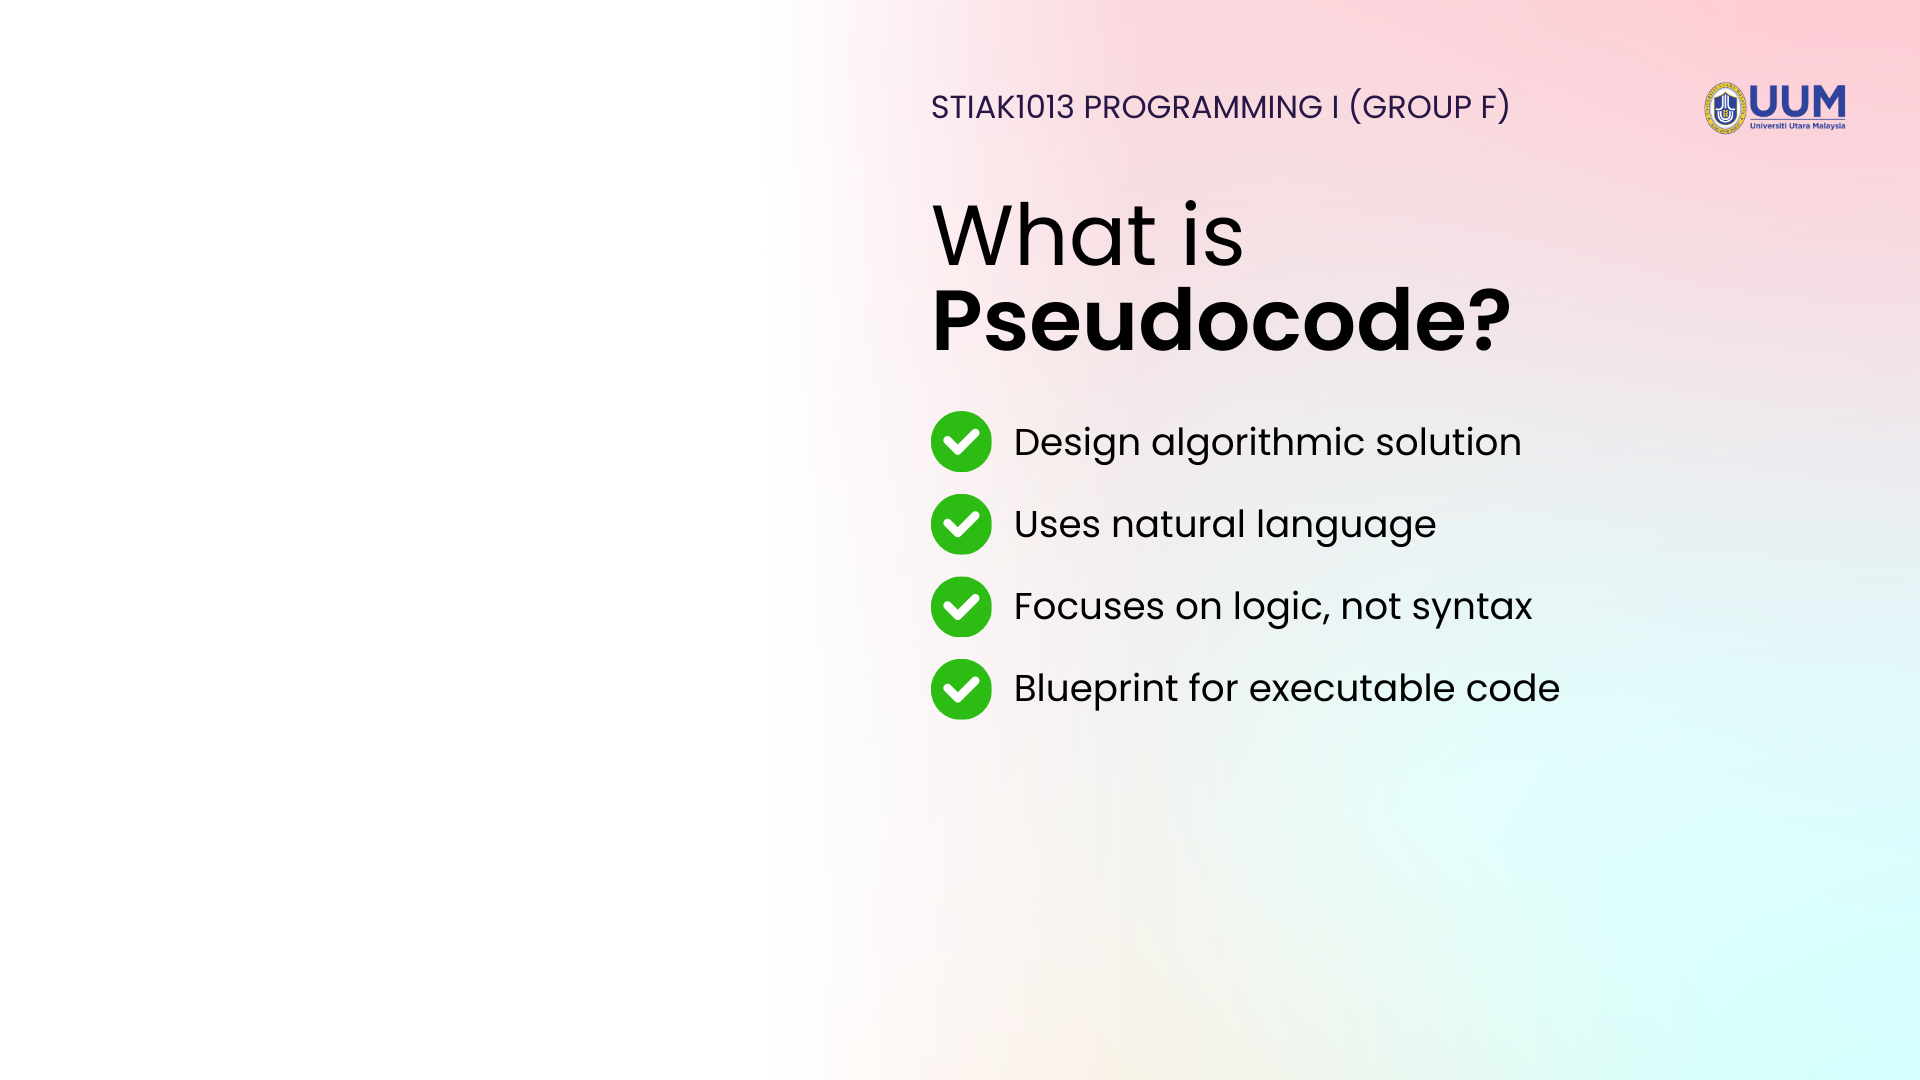 STIAK1013 PROGRAMMING I (GROUP F)
UUM
Universiti Utara Malaysia
What is
Pseudocode?
Design algorithmic solution
Uses natural language
Focuses on logic, not syntax
Blueprint for executable code